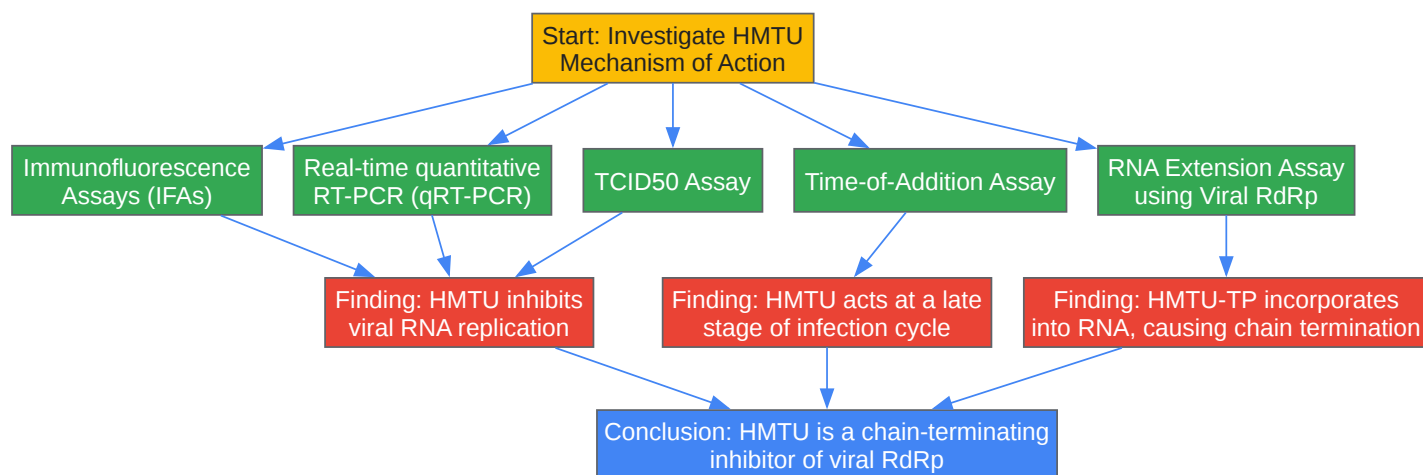 Start: Investigate HMTU
Mechanism of Action
Immunofluorescence
Assays (IFAs)
Real-time quantitative
RT-PCR (qRT-PCR)
TCID50 Assay
Time-of-Addition Assay
RNA Extension Assay
using Viral RdRp
Finding: HMTU inhibits
viral RNA replication
Finding: HMTU acts at a late
stage of infection cycle
Finding: HMTU-TP incorporates
into RNA, causing chain termination
Conclusion: HMTU is a chain-terminating
inhibitor of viral RdRp